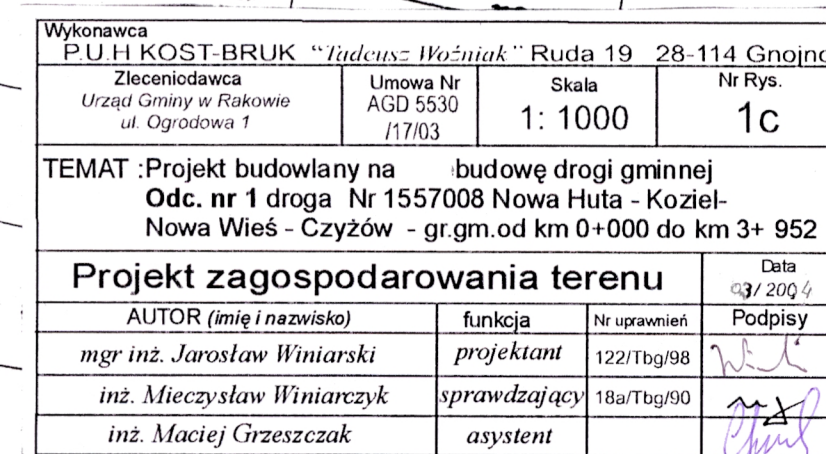 Wykonawca
P.U.H KOST-BRUK "Tadeusz Woźniak" Ruda 19 28-114 Gnojno
Zleceniodawca
Urząd Gminy w Rakowie
ul. Ogrodowa 1
Umowa Nr
AGD 5530
/17/03
Skala
1: 1000
Nr Rys.
1c
TEMAT :Projekt budowlany na budowę drogi gminnej
Odc. nr 1 droga Nr 1557008 Nowa Huta - Koziel-
Nowa Wieś - Czyżów - gr.gm.od km 0+000 do km 3+ 952
Projekt zagospodarowania terenu
Data
03/2004
AUTOR (imię i nazwisko) funkcja Nr uprawnień Podpisy
mgr inż. Jarosław Winiarski projektant 122/Tbg/98
inż. Mieczysław Winiarczyk sprawdzający 18a/Tbg/90
inż. Maciej Grzeszczak asystent